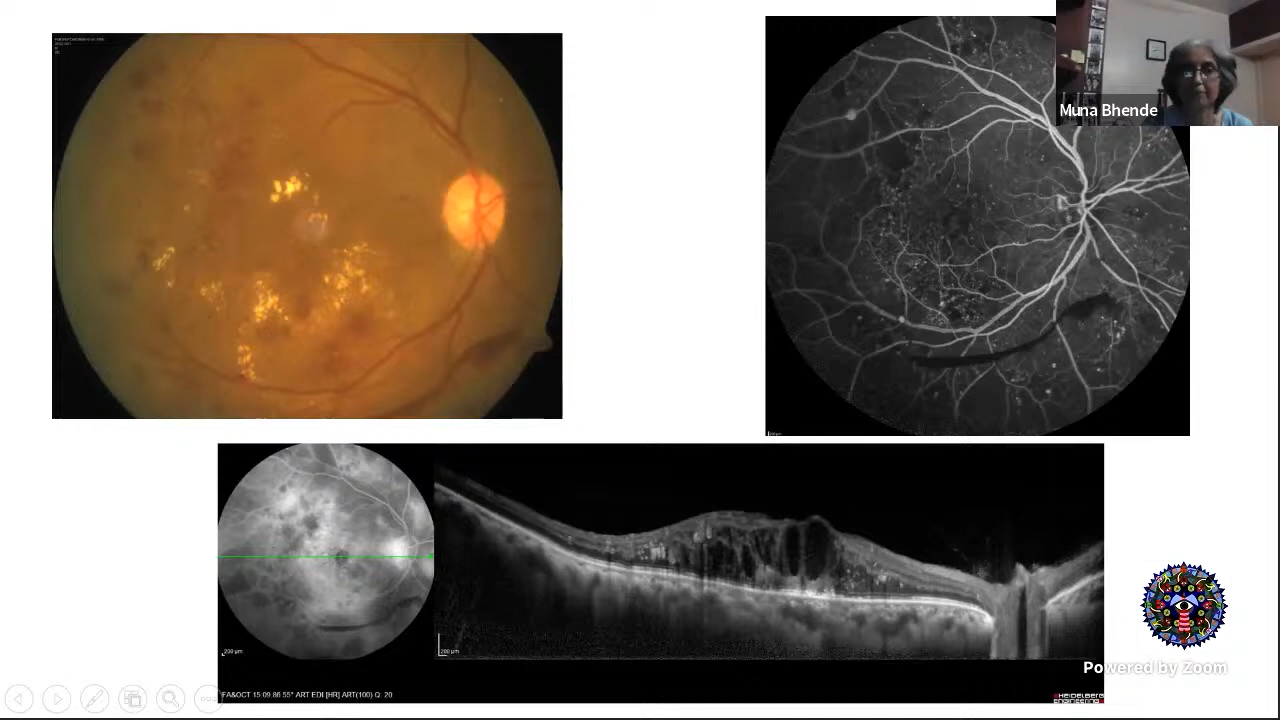 Muna Bhende
200 µm
200 µm
FA&OCT 15:09.86 55° ART EDI [HR] ART(100) Q: 20
HEIDELBERG
ENGINEERING
Powered by Zoom